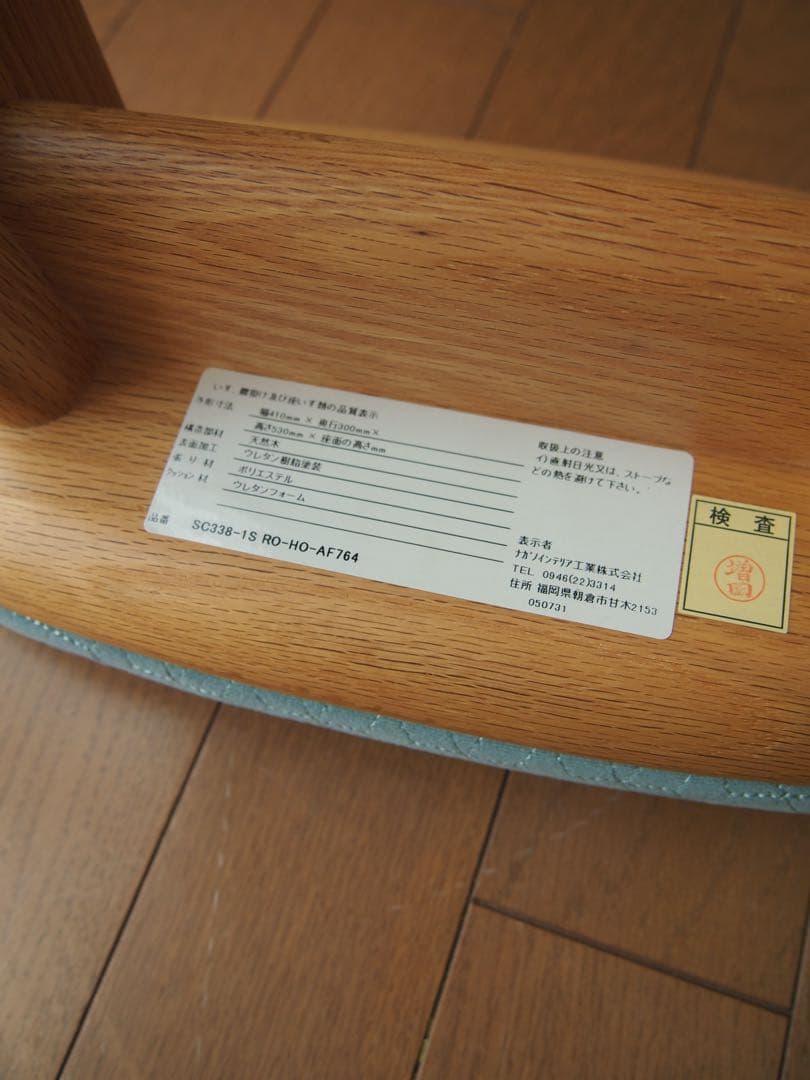 いす、腰掛け及び座いす類の品質表示
外形寸法 幅410mm × 奥行300mm×
高さ530mm × 座面の高さmm
構造部材 天然木
表面加工 ウレタン樹脂塗装
張り材 ポリエステル
クッション材 ウレタンフォーム
品番 SC338-1S RO-HO-AF764
取扱上の注意
イ)直射日光又は、ストーブな
どの熱を避けて下さい。
表示者
ナガノインテリア工業株式会社
TEL 0946(22)3314
住所 福岡県朝倉市甘木2153
050731
検査
増田